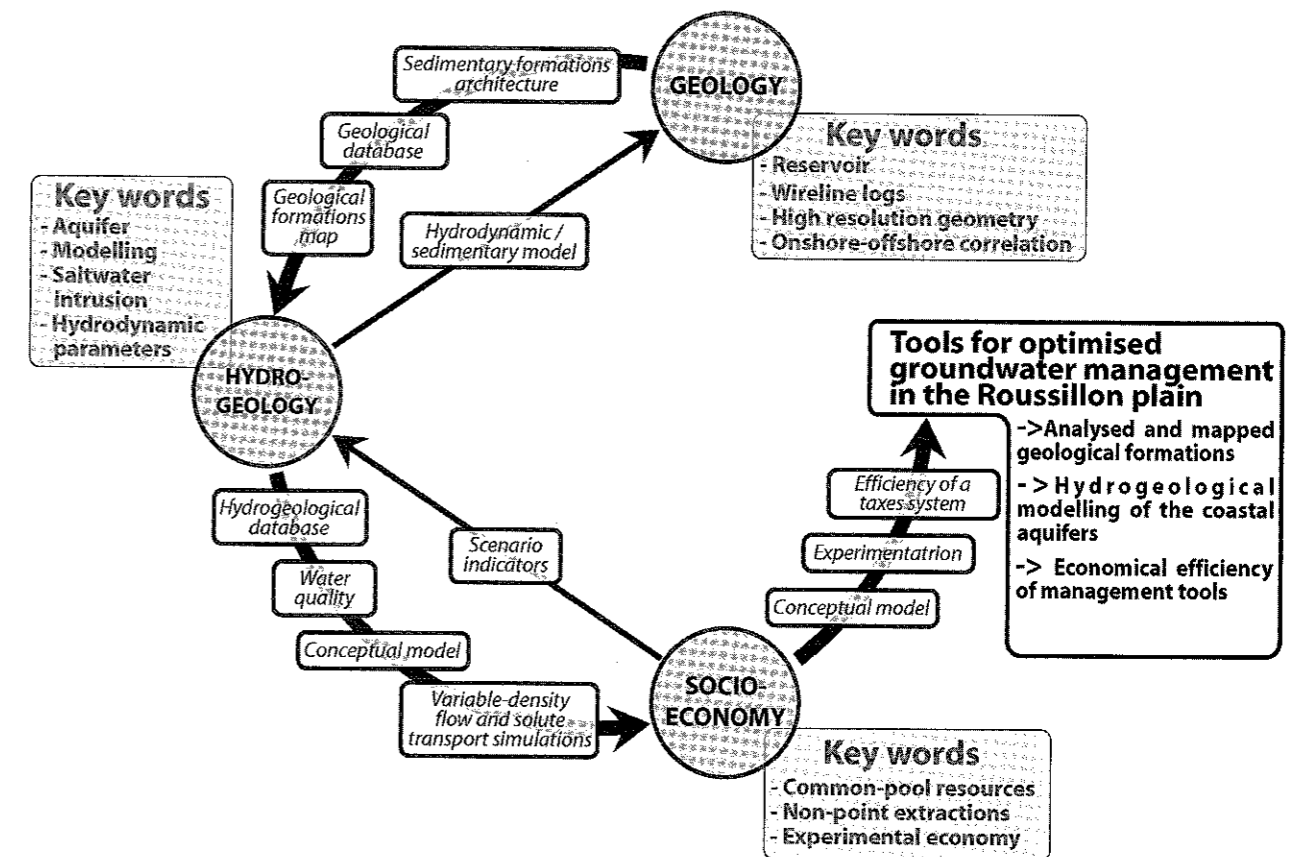 Sedimentary formations
architecture
GEOLOGY
Geological
database
Key words
- Reservoir
- Wireline logs
- High resolution geometry
- Onshore-offshore correlation
Key words
- Aquifer
- Modelling
- Saltwater
intrusion
- Hydrodynamic
parameters
Geological
formations
map
Hydrodynamic /
sedimentary model
HYDRO-
GEOLOGY
Tools for optimised
groundwater management
in the Roussillon plain
->Analysed and mapped
geological formations
-> Hydrogeological
modelling of the coastal
aquifers
-> Economical efficiency
of management tools
Efficiency of a
taxes system
Experimentatrion
Conceptual model
Hydrogeological
database
Scenario
indicators
Water
quality
Conceptual model
Variable-density
flow and solute
transport simulations
SOCIO-
ECONOMY
Key words
- Common-pool resources
- Non-point extractions
- Experimental economy